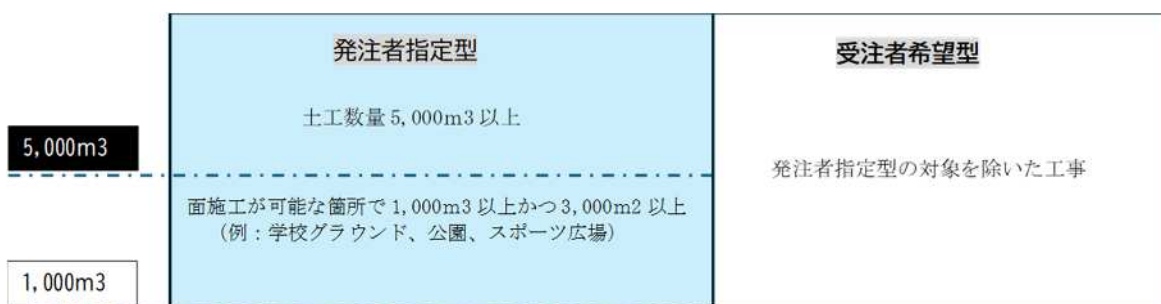 発注者指定型
受注者希望型
土工数量5,000m3以上
5,000m3
発注者指定型の対象を除いた工事
面施工が可能な箇所で1,000m3以上かつ3,000m2以上
（例：学校グラウンド、公園、スポーツ広場）
1,000m3